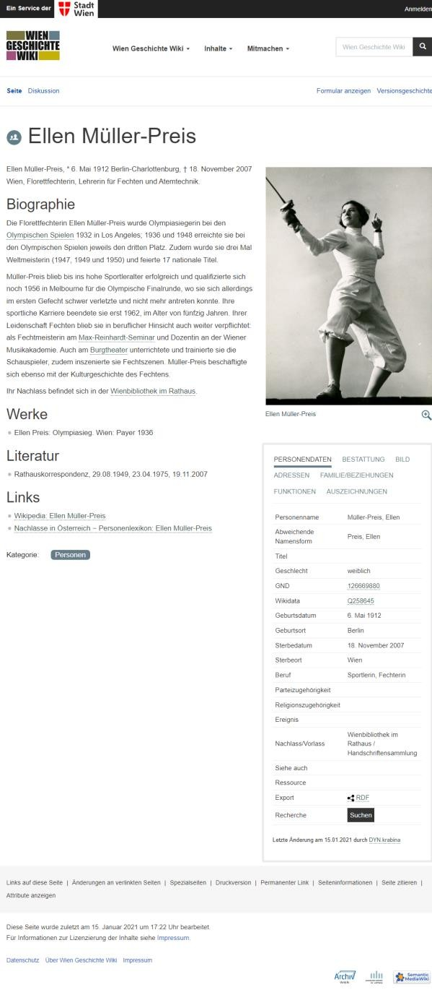 Ein Service der
Stadt
Wien
Anmelden
WIEN
GESCHICHTE
WIKI
Wien Geschichte Wiki
Inhalte
Mitmachen
Wien Geschichte Wiki
Seite Diskussion
Formular anzeigen Versionsgeschichte
Ellen Müller-Preis
Ellen Müller-Preis, * 6. Mai 1912 Berlin-Charlottenburg, † 18. November 2007
Wien, Florettfechterin, Lehrerin für Fechten und Atemtechnik.
Biographie
Die Florettfechterin Ellen Müller-Preis wurde Olympiasiegerin bei den
Olympischen Spielen 1932 in Los Angeles; 1936 und 1948 erreichte sie bei
den Olympischen Spielen jeweils den dritten Platz. Zudem wurde sie drei Mal
Weltmeisterin (1947, 1949 und 1950) und feierte 17 nationale Titel.
Müller-Preis blieb bis ins hohe Sportleralter erfolgreich und qualifizierte sich
noch 1956 in Melbourne für die Olympische Finalrunde, wo sie sich allerdings
im ersten Gefecht schwer verletzte und nicht mehr antreten konnte. Ihre
sportliche Karriere beendete sie erst 1962, im Alter von fünfzig Jahren. Ihrer
Leidenschaft Fechten blieb sie in beruflicher Hinsicht auch weiter verpflichtet:
als Fechtmeisterin am Max-Reinhardt-Seminar und Dozentin an der Wiener
Musikakademie. Auch am Burgtheater unterrichtete und trainierte sie die
Schauspieler, zudem inszenierte sie Fechtszenen. Müller-Preis beschäftigte
sich ebenso mit der Kulturgeschichte des Fechtens.
Ihr Nachlass befindet sich in der Wienbibliothek im Rathaus.
Werke
Ellen Preis: Olympiasieg. Wien: Payer 1936
Literatur
Rathauskorrespondenz, 29.08.1949, 23.04.1975, 19.11.2007
Links
Wikipedia: Ellen Müller-Preis
Nachlässe in Österreich – Personenlexikon: Ellen Müller-Preis
Kategorie: Personen
Ellen Müller-Preis
PERSONENDATEN BESTATTUNG BILD
ADRESSEN FAMILIE/BEZIEHUNGEN
FUNKTIONEN AUSZEICHNUNGEN
Personenname Müller-Preis, Ellen
Abweichende
Namensform Preis, Ellen
Titel
Geschlecht weiblich
GND 126669880
Wikidata Q258645
Geburtsdatum 6. Mai 1912
Geburtsort Berlin
Sterbedatum 18. November 2007
Sterbeort Wien
Beruf Sportlerin, Fechterin
Parteizugehörigkeit
Religionszugehörigkeit
Ereignis
Nachlass/Vorlass Wienbibliothek im
Rathaus /
Handschriftensammlung
Siehe auch
Ressource
Export RDF
Recherche Suchen
Letzte Änderung am 15.01.2021 durch DYN.krabina
Links auf diese Seite | Änderungen an verlinkten Seiten | Spezialseiten | Druckversion | Permanenter Link | Seiteninformationen | Seite zitieren |
Attribute anzeigen
Diese Seite wurde zuletzt am 15. Januar 2021 um 17:22 Uhr bearbeitet.
Für Informationen zur Lizenzierung der Inhalte siehe Impressum.
Datenschutz Über Wien Geschichte Wiki Impressum
Archiv
WIEN
Semantic
MediaWiki